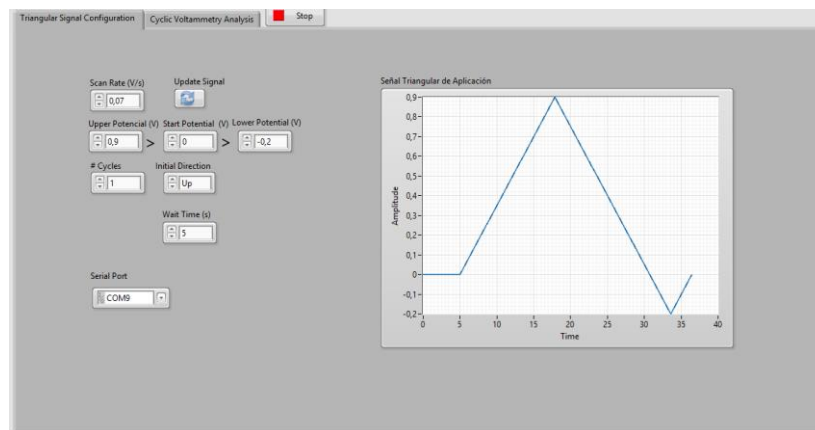 Triangular Signal Configuration
Cyclic Voltammetry Analysis
Stop
Scan Rate (V/s)
Update Signal
0,07
Upper Potencial (V)
Start Potential (V)
Lower Potential (V)
0,9 > 0 > -0,2
# Cycles
Initial Direction
1
Up
Wait Time (s)
5
Serial Port
COM9
Señal Triangular de Aplicación
Amplitude
0,9
0,8
0,7
0,6
0,5
0,4
0,3
0,2
0,1
0
-0,1
-0,2
0 5 10 15 20 25 30 35 40
Time